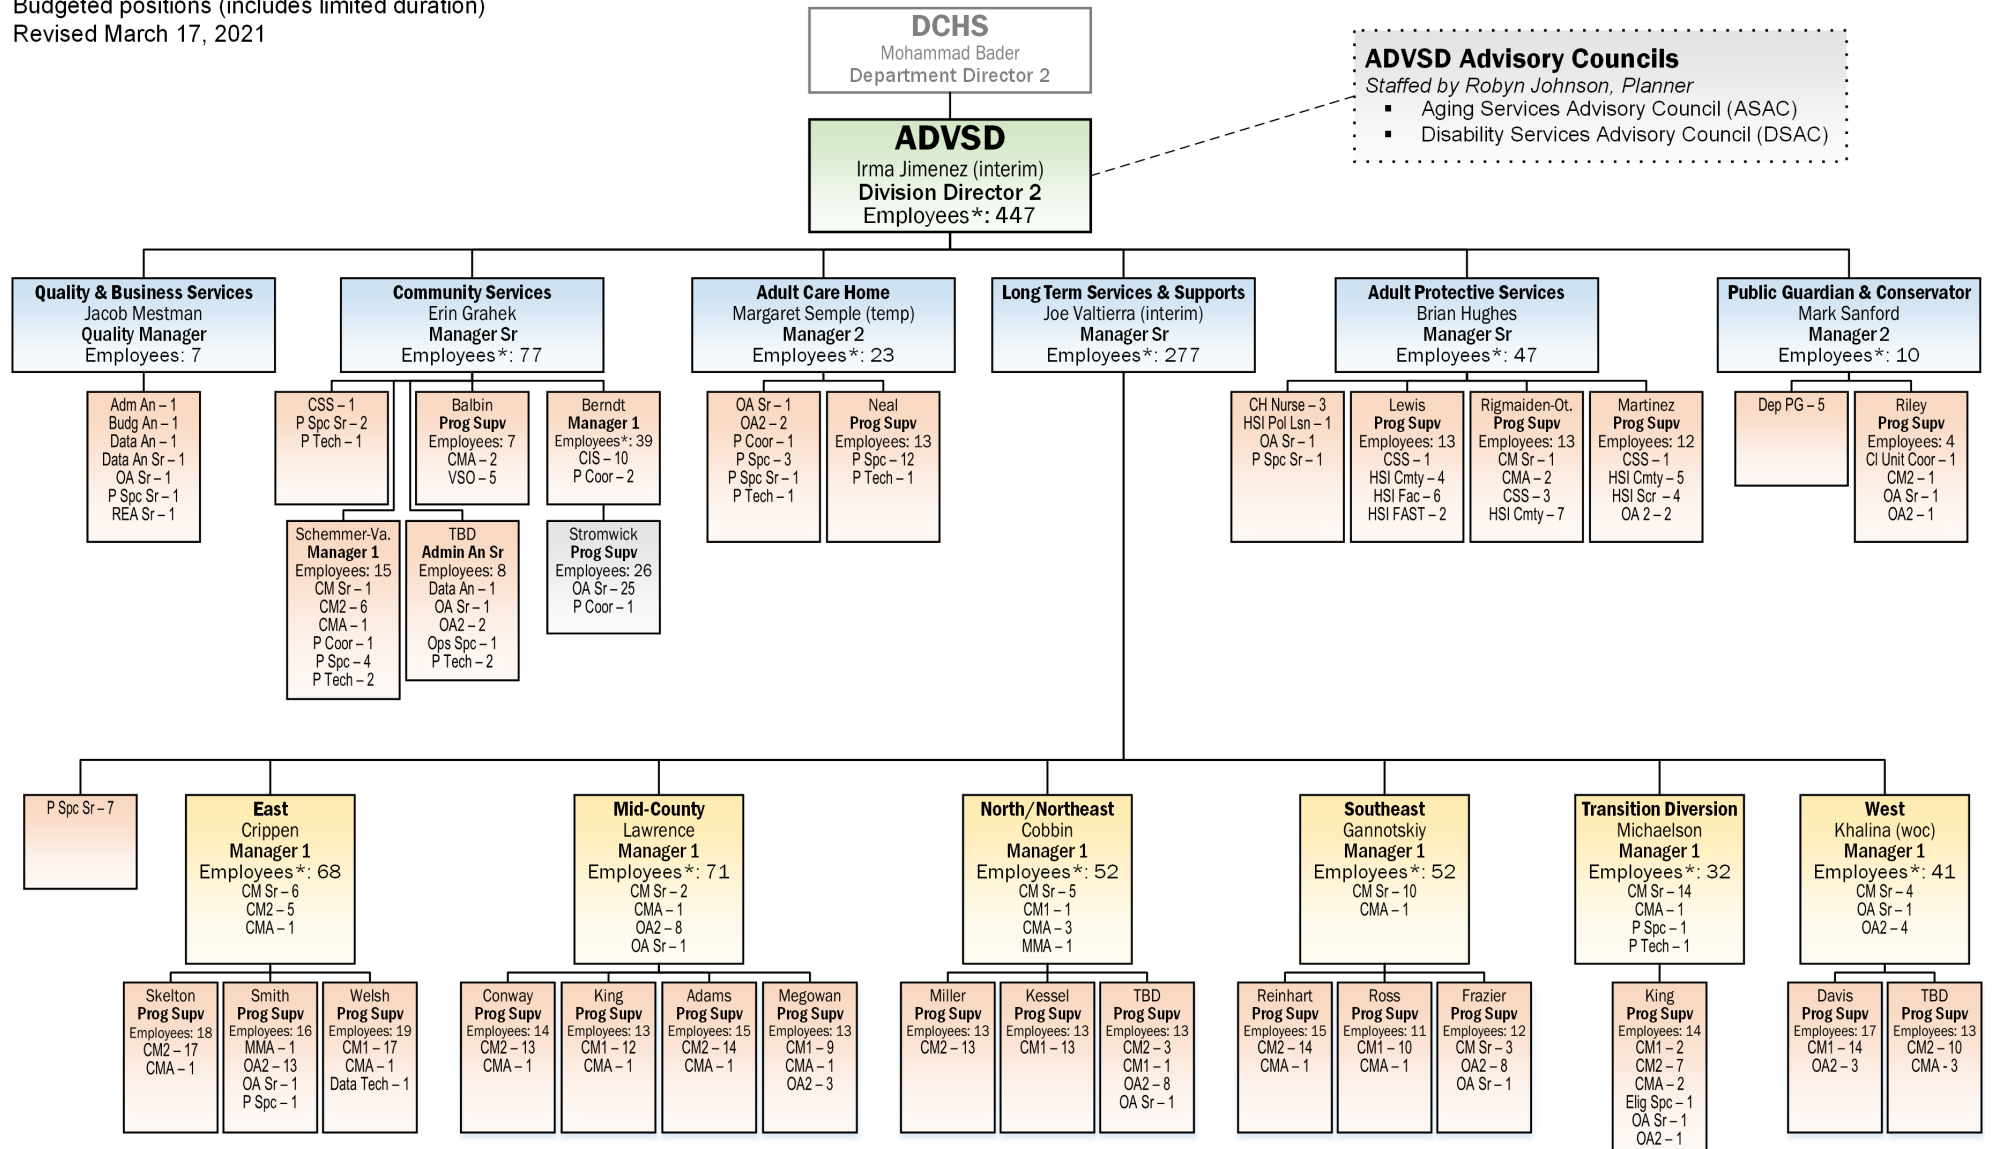 Budgeted positions (includes limited duration)
Revised March 17, 2021
DCHS
Mohammad Bader
Department Director 2
ADVSD Advisory Councils
Staffed by Robyn Johnson, Planner
▪ Aging Services Advisory Council (ASAC)
▪ Disability Services Advisory Council (DSAC)
ADVSD
Irma Jimenez (interim)
Division Director 2
Employees*: 447
Quality & Business Services
Jacob Mestman
Quality Manager
Employees: 7
Community Services
Erin Grahek
Manager Sr
Employees*: 77
Adult Care Home
Margaret Semple (temp)
Manager 2
Employees*: 23
Long Term Services & Supports
Joe Valtierra (interim)
Manager Sr
Employees*: 277
Adult Protective Services
Brian Hughes
Manager Sr
Employees*: 47
Public Guardian & Conservator
Mark Sanford
Manager 2
Employees*: 10
Adm An – 1
Budg An – 1
Data An – 1
Data An Sr – 1
OA Sr – 1
P Spc Sr – 1
REA Sr – 1
CSS – 1
P Spc Sr – 2
P Tech – 1
Balbin
Prog Supv
Employees: 7
CMA – 2
VSO – 5
Berndt
Manager 1
Employees*: 39
CIS – 10
P Coor – 2
Schemmer-Va.
Manager 1
Employees: 15
CM Sr – 1
CM2 – 6
CMA – 1
P Coor – 1
P Spc – 4
P Tech – 2
TBD
Admin An Sr
Employees: 8
Data An – 1
OA Sr – 1
OA2 – 2
Ops Spc – 1
P Tech – 2
Stromwick
Prog Supv
Employees: 26
OA Sr – 25
P Coor – 1
OA Sr – 1
OA2 – 2
P Coor – 1
P Spc – 3
P Spc Sr – 1
P Tech – 1
Neal
Prog Supv
Employees: 13
P Spc – 12
P Tech – 1
CH Nurse – 3
HSI Pol Lsn – 1
OA Sr – 1
P Spc Sr – 1
Lewis
Prog Supv
Employees: 13
CSS – 1
HSI Cmty – 4
HSI Fac – 6
HSI FAST – 2
Rigmaiden-Ot.
Prog Supv
Employees: 13
CM Sr – 1
CMA – 2
CSS – 3
HSI Cmty – 7
Martinez
Prog Supv
Employees: 12
CSS – 1
HSI Cmty – 5
HSI Scr – 4
OA 2 – 2
Dep PG – 5
Riley
Prog Supv
Employees: 4
Cl Unit Coor – 1
CM2 – 1
OA Sr – 1
OA2 – 1
P Spc Sr – 7
East
Crippen
Manager 1
Employees*: 68
CM Sr – 6
CM2 – 5
CMA – 1
Mid-County
Lawrence
Manager 1
Employees*: 71
CM Sr – 2
CMA – 1
OA2 – 8
OA Sr – 1
North/Northeast
Cobbin
Manager 1
Employees*: 52
CM Sr – 5
CM1 – 1
CMA – 3
MMA – 1
Southeast
Gannotskiy
Manager 1
Employees*: 52
CM Sr – 10
CMA – 1
Transition Diversion
Michaelson
Manager 1
Employees*: 32
CM Sr – 14
CMA – 1
P Spc – 1
P Tech – 1
West
Khalina (woc)
Manager 1
Employees*: 41
CM Sr – 4
OA Sr – 1
OA2 – 4
Skelton
Prog Supv
Employees: 18
CM2 – 17
CMA – 1
Smith
Prog Supv
Employees: 16
MMA – 1
OA2 – 13
OA Sr – 1
P Spc – 1
Welsh
Prog Supv
Employees: 19
CM1 – 17
CMA – 1
Data Tech – 1
Conway
Prog Supv
Employees: 14
CM2 – 13
CMA – 1
King
Prog Supv
Employees: 13
CM1 – 12
CMA – 1
Adams
Prog Supv
Employees: 15
CM2 – 14
CMA – 1
Megowan
Prog Supv
Employees: 13
CM1 – 9
CMA – 1
OA2 – 3
Miller
Prog Supv
Employees: 13
CM2 – 13
Kessel
Prog Supv
Employees: 13
CM1 – 13
TBD
Prog Supv
Employees: 13
CM2 – 3
CM1 – 1
OA2 – 8
OA Sr – 1
Reinhart
Prog Supv
Employees: 15
CM2 – 14
CMA – 1
Ross
Prog Supv
Employees: 11
CM1 – 10
CMA – 1
Frazier
Prog Supv
Employees: 12
CM Sr – 3
OA2 – 8
OA Sr – 1
King
Prog Supv
Employees: 14
CM1 – 2
CM2 – 7
CMA – 2
Elig Spc – 1
OA Sr – 1
OA2 – 1
Davis
Prog Supv
Employees: 17
CM1 – 14
OA2 – 3
TBD
Prog Supv
Employees: 13
CM2 – 10
CMA - 3